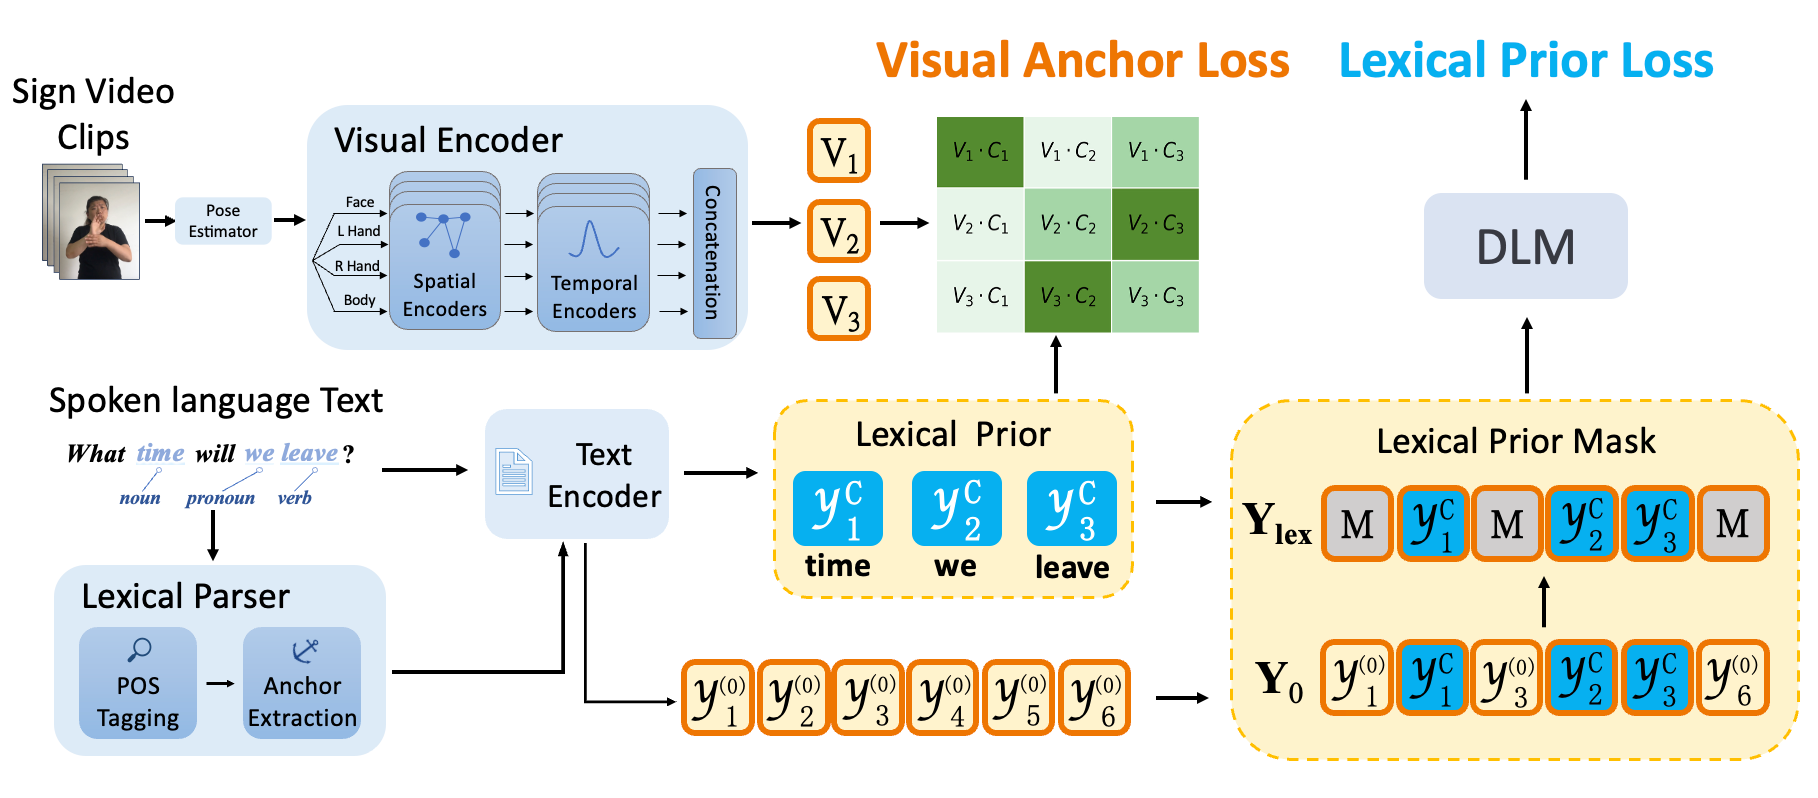 Visual Anchor Loss
Lexical Prior Loss
Sign Video
Clips
Pose
Estimator
Visual Encoder
Face
L Hand
R Hand
Body
Spatial
Encoders
Temporal
Encoders
Concatenation
V₁
V₂
V₃
V₁ · C₁ V₁ · C₂ V₁ · C₃
V₂ · C₁ V₂ · C₂ V₂ · C₃
V₃ · C₁ V₃ · C₂ V₃ · C₃
DLM
Spoken language Text
What time will we leave ?
noun pronoun verb
Lexical Parser
POS
Tagging
Anchor
Extraction
Text
Encoder
Lexical Prior
y₁ᶜ y₂ᶜ y₃ᶜ
time we leave
y₁⁽⁰⁾ y₂⁽⁰⁾ y₃⁽⁰⁾ y₄⁽⁰⁾ y₅⁽⁰⁾ y₆⁽⁰⁾
Lexical Prior Mask
Y_lex M y₁ᶜ M y₂ᶜ y₃ᶜ M
Y₀ y₁⁽⁰⁾ y₁ᶜ y₃⁽⁰⁾ y₂ᶜ y₃ᶜ y₆⁽⁰⁾